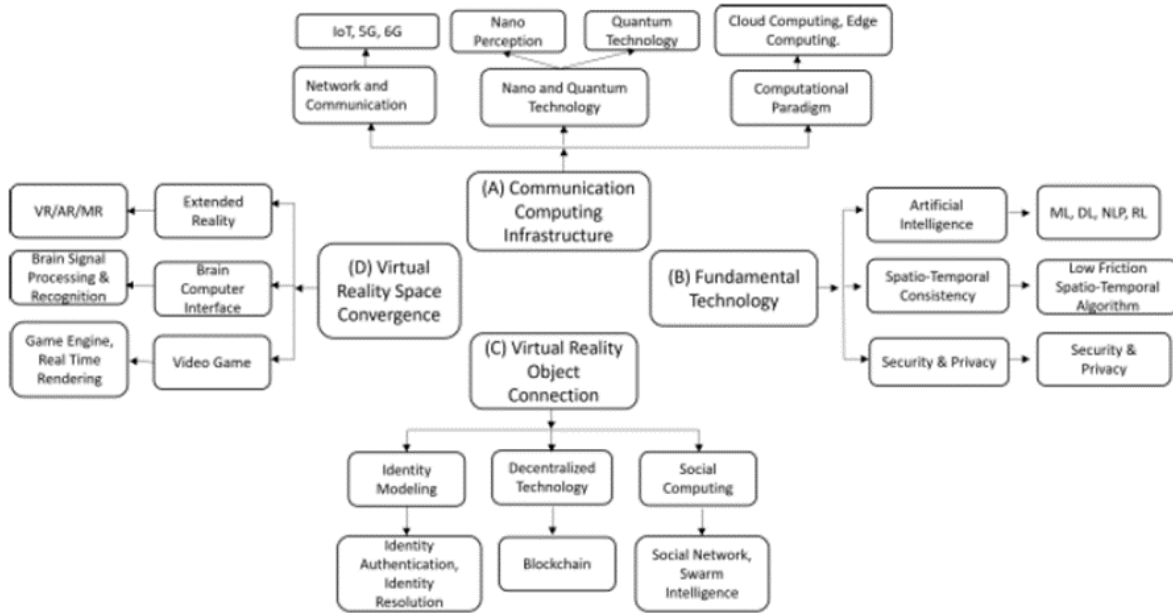 IoT, 5G, 6G
Nano
Perception
Quantum
Technology
Cloud Computing, Edge
Computing.
Network and
Communication
Nano and Quantum
Technology
Computational
Paradigm
(A) Communication
Computing
Infrastructure
VR/AR/MR
Extended
Reality
Brain Signal
Processing &
Recognition
Brain
Computer
Interface
Game Engine,
Real Time
Rendering
Video Game
(D) Virtual
Reality Space
Convergence
(B) Fundamental
Technology
Artificial
Intelligence
ML, DL, NLP, RL
Spatio-Temporal
Consistency
Low Friction
Spatio-Temporal
Algorithm
Security & Privacy
Security &
Privacy
(C) Virtual Reality
Object
Connection
Identity
Modeling
Decentralized
Technology
Social
Computing
Identity
Authentication,
Identity
Resolution
Blockchain
Social Network,
Swarm
Intelligence